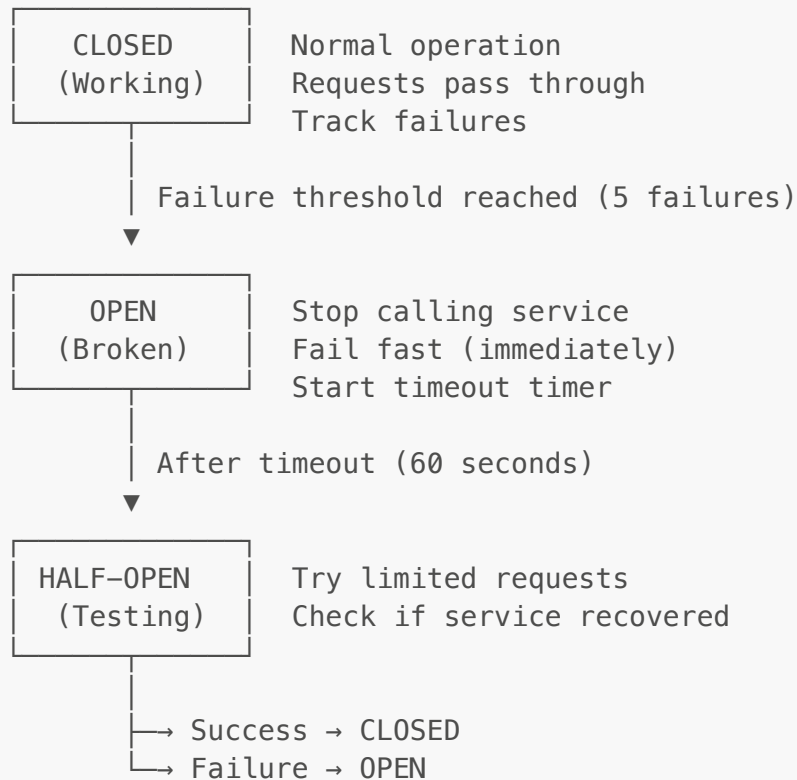 CLOSED Normal operation
(Working) Requests pass through
Track failures
Failure threshold reached (5 failures)
▼
OPEN Stop calling service
(Broken) Fail fast (immediately)
Start timeout timer
After timeout (60 seconds)
▼
HALF-OPEN Try limited requests
(Testing) Check if service recovered
├─→ Success → CLOSED
└─→ Failure → OPEN